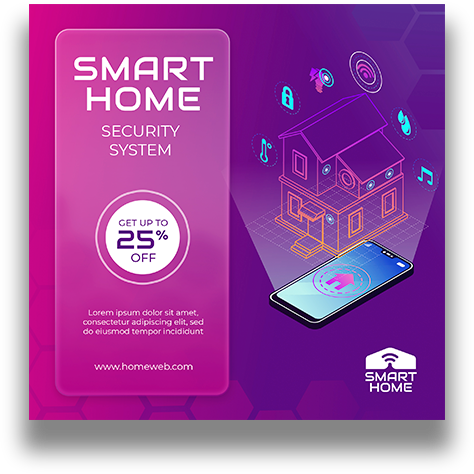 SMART
HOME
SECURITY
SYSTEM
GET UP TO
25%
OFF
Lorem ipsum dolor sit amet,
consectetur adipiscing elit, sed
do eiusmod tempor incididunt
www.homeweb.com
SMART
HOME